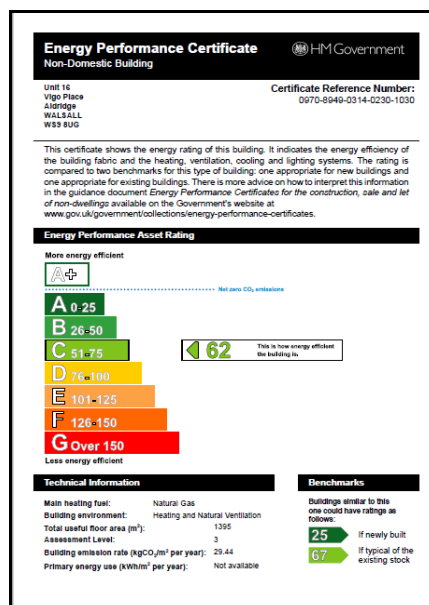 Energy Performance Certificate
HM Government
Non-Domestic Building
Unit 16
Vigo Place
Aldridge
WALSALL
WS9 8UG
Certificate Reference Number:
0970-8949-0314-0230-1030
This certificate shows the energy rating of this building. It indicates the energy efficiency of
the building fabric and the heating, ventilation, cooling and lighting systems. The rating is
compared to two benchmarks for this type of building: one appropriate for new buildings and
one appropriate for existing buildings. There is more advice on how to interpret this information
in the guidance document Energy Performance Certificates for the construction, sale and let
of non-dwellings available on the Government's website at
www.gov.uk/government/collections/energy-performance-certificates.
Energy Performance Asset Rating
More energy efficient
A+
Net zero CO₂ emissions
A 0-25
B 26-50
C 51-75
62
This is how energy efficient
the building is.
D 76-100
E 101-125
F 126-150
G Over 150
Less energy efficient
Technical Information
Main heating fuel: Natural Gas
Building environment: Heating and Natural Ventilation
Total useful floor area (m²): 1395
Assessment Level: 3
Building emission rate (kgCO₂/m² per year): 29.44
Primary energy use (kWh/m² per year): Not available
Benchmarks
Buildings similar to this
one could have ratings as
follows:
25 If newly built
67 If typical of the
existing stock